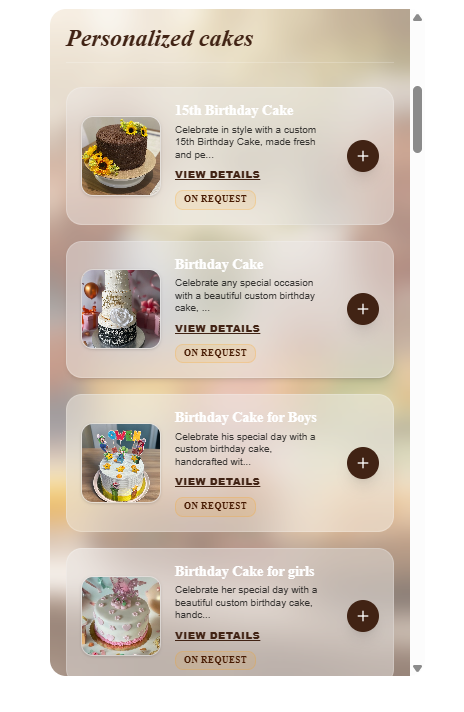 Personalized cakes
15th Birthday Cake
Celebrate in style with a custom
15th Birthday Cake, made fresh
and pe...
VIEW DETAILS
ON REQUEST
Birthday Cake
Celebrate any special occasion
with a beautiful custom birthday
cake, ...
VIEW DETAILS
ON REQUEST
Birthday Cake for Boys
Celebrate his special day with a
custom birthday cake,
handcrafted wit...
VIEW DETAILS
ON REQUEST
Birthday Cake for girls
Celebrate her special day with a
beautiful custom birthday cake,
handc...
VIEW DETAILS
ON REQUEST